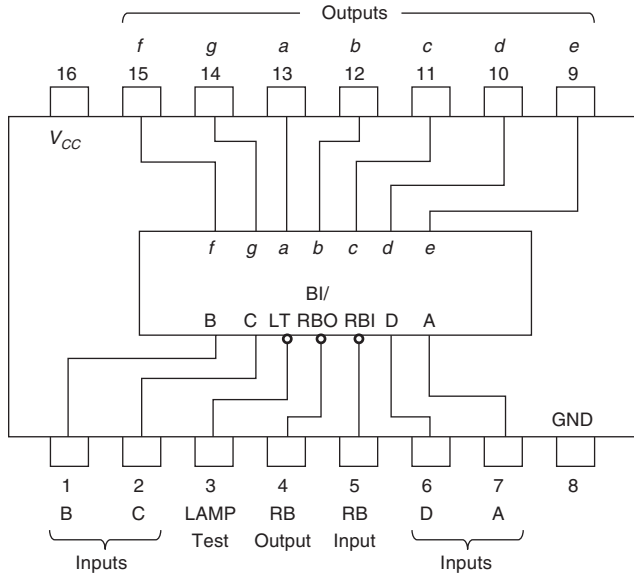 Outputs
f g a b c d e
16 15 14 13 12 11 10 9
VCC
f g a b c d e
BI/
B C LT RBO RBI D A
GND
1 2 3 4 5 6 7 8
B C LAMP RB RB D A
Test Output Input
Inputs Inputs